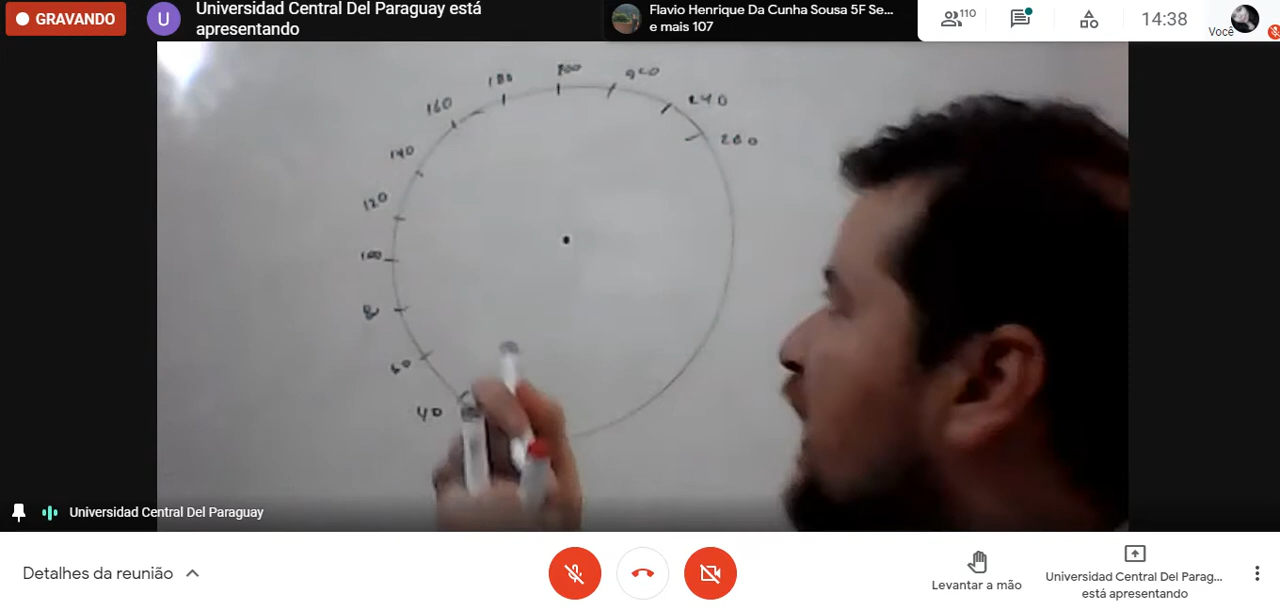 GRAVANDO
U
Universidad Central Del Paraguay está
apresentando
Flavio Henrique Da Cunha Sousa 5F Se...
e mais 107
110
14:38
Você
180
200
160
240
140
260
120
100
80
60
40
Universidad Central Del Paraguay
Detalhes da reunião
Levantar a mão
Universidad Central Del Parag...
está apresentando